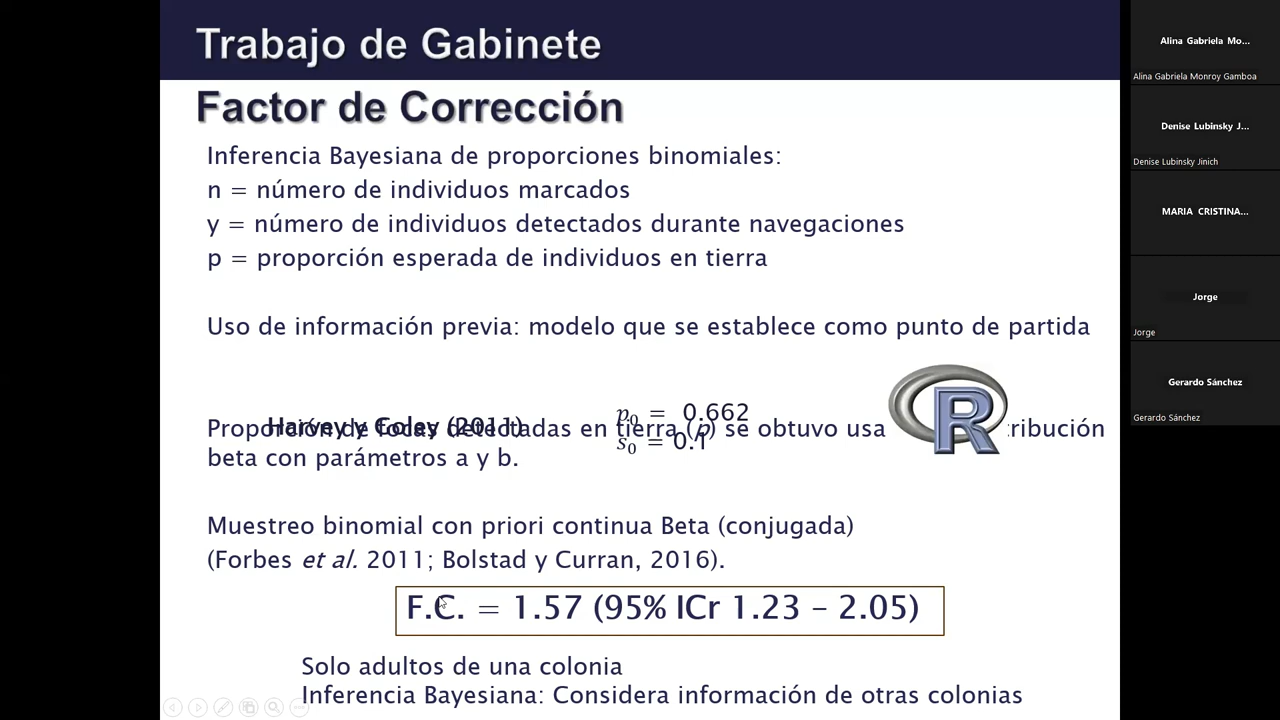 Trabajo de Gabinete
Factor de Corrección
Inferencia Bayesiana de proporciones binomiales:
n = número de individuos marcados
y = número de individuos detectados durante navegaciones
p = proporción esperada de individuos en tierra
Uso de información previa: modelo que se establece como punto de partida
p₀ = 0.662
s₀ = 0.1
Harvey y Goley (2011)
Proporción de focas detectadas en tierra (p) se obtuvo usa
beta con parámetros a y b.
R
Muestreo binomial con priori continua Beta (conjugada)
(Forbes et al. 2011; Bolstad y Curran, 2016).
F.C. = 1.57 (95% ICr 1.23 – 2.05)
Solo adultos de una colonia
Inferencia Bayesiana: Considera información de otras colonias
Alina Gabriela Mo...
Alina Gabriela Monroy Gamboa
Denise Lubinsky J...
Denise Lubinsky Jinich
MARIA CRISTINA...
Jorge
Jorge
Gerardo Sánchez
Gerardo Sánchez